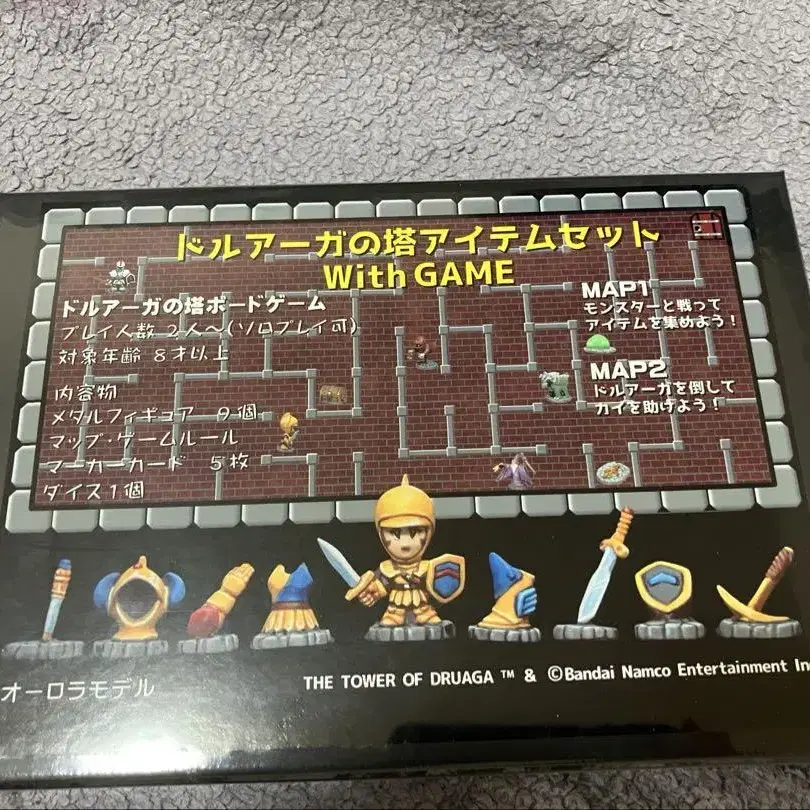 ドルアーガの塔アイテムセット
With GAME
ドルアーガの塔ボードゲーム
プレイ人数 2人〜(ソロプレイ可)
対象年齢 8才以上
内容物
メタルフィギュア 9個
マップ・ゲームルール
マーカーカード 5枚
ダイス1個
MAP1
モンスターと戦って
アイテムを集めよう!
MAP2
ドルアーガを倒して
カイを助けよう!
オーロラモデル
THE TOWER OF DRUAGA ™ & ©Bandai Namco Entertainment In